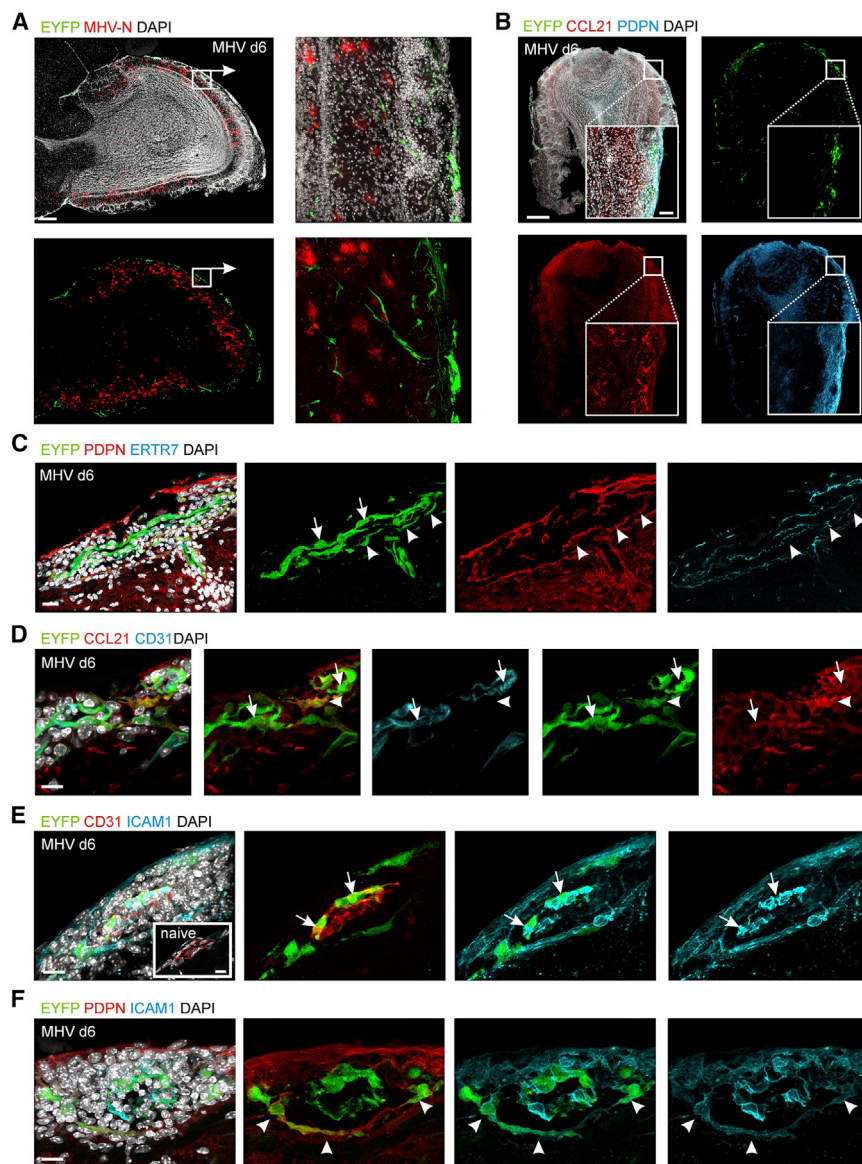 A
EYFP MHV-N DAPI
MHV d6
B
EYFP CCL21 PDPN DAPI
MHV d6
C
EYFP PDPN ERTR7 DAPI
MHV d6
D
EYFP CCL21 CD31DAPI
MHV d6
E
EYFP CD31 ICAM1 DAPI
MHV d6
naive
F
EYFP PDPN ICAM1 DAPI
MHV d6